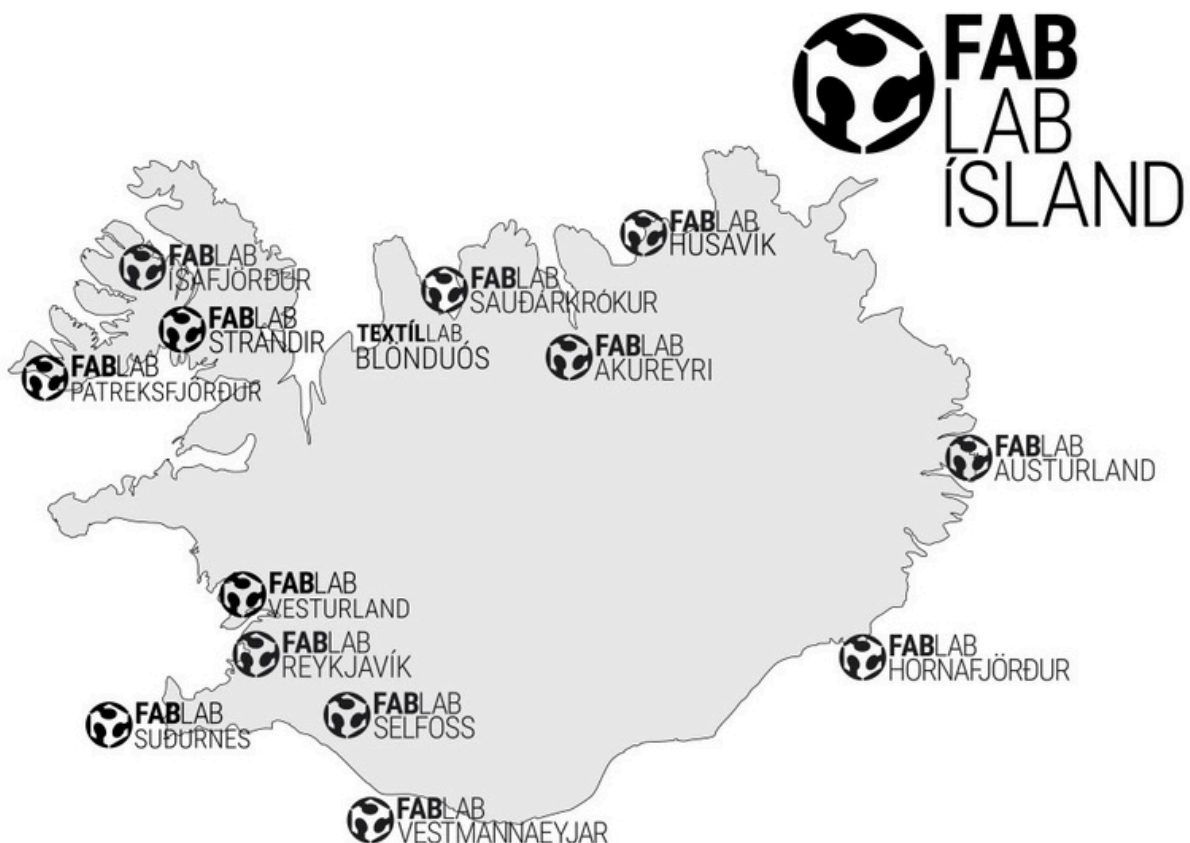 FAB
LAB
ÍSLAND
FABLAB
HÚSAVÍK
FABLAB
ÍSAFJÖRÐUR
FABLAB
SAUÐÁRKRÓKUR
FABLAB
STRANDIR
TEXTÍLLAB
BLÖNDUÓS
FABLAB
AKUREYRI
FABLAB
PATREKSFJÖRÐUR
FABLAB
AUSTURLAND
FABLAB
VESTURLAND
FABLAB
REYKJAVÍK
FABLAB
HORNAFJÖRÐUR
FABLAB
SELFOSS
FABLAB
SUÐURNES
FABLAB
VESTMANNAEYJAR